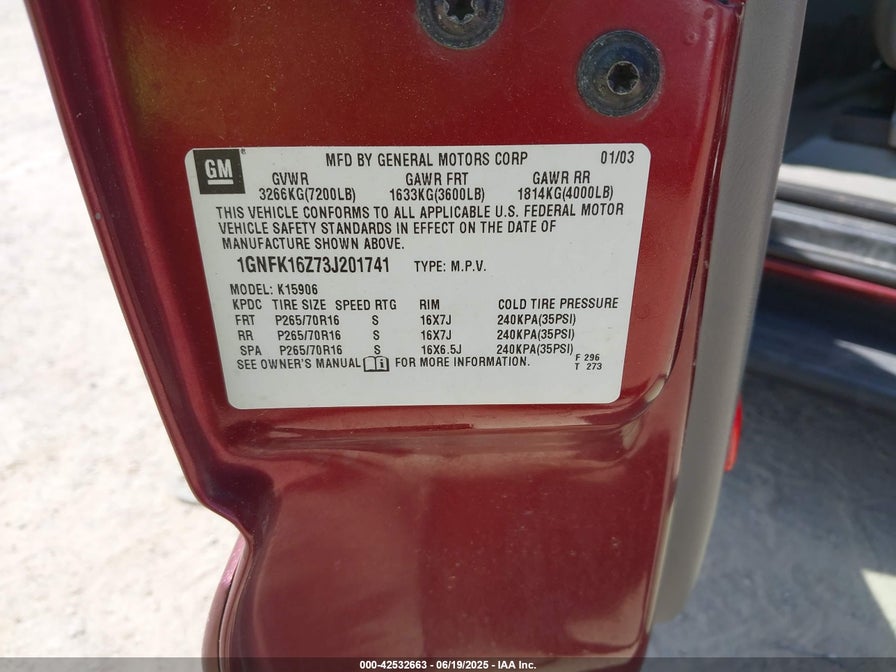 GM
MFD BY GENERAL MOTORS CORP 01/03
GVWR GAWR FRT GAWR RR
3266KG(7200LB) 1633KG(3600LB) 1814KG(4000LB)
THIS VEHICLE CONFORMS TO ALL APPLICABLE U.S. FEDERAL MOTOR
VEHICLE SAFETY STANDARDS IN EFFECT ON THE DATE OF
MANUFACTURE SHOWN ABOVE.
1GNFK16Z73J201741 TYPE: M.P.V.
MODEL: K15906
KPDC TIRE SIZE SPEED RTG RIM COLD TIRE PRESSURE
FRT P265/70R16 S 16X7J 240KPA(35PSI)
RR P265/70R16 S 16X7J 240KPA(35PSI)
SPA P265/70R16 S 16X6.5J 240KPA(35PSI)
SEE OWNER'S MANUAL FOR MORE INFORMATION.
F 296
T 273
000-42532663 - 06/19/2025 - IAA Inc.